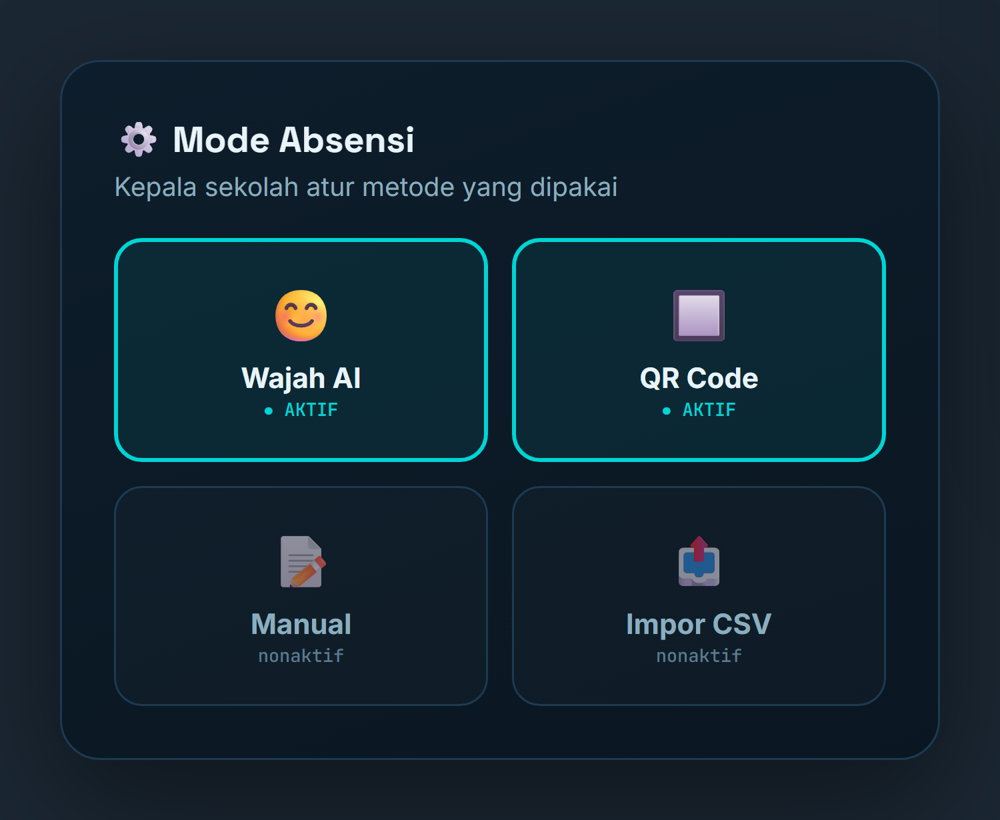 Mode Absensi
Kepala sekolah atur metode yang dipakai
Wajah AI
● AKTIF
QR Code
● AKTIF
Manual
nonaktif
Impor CSV
nonaktif